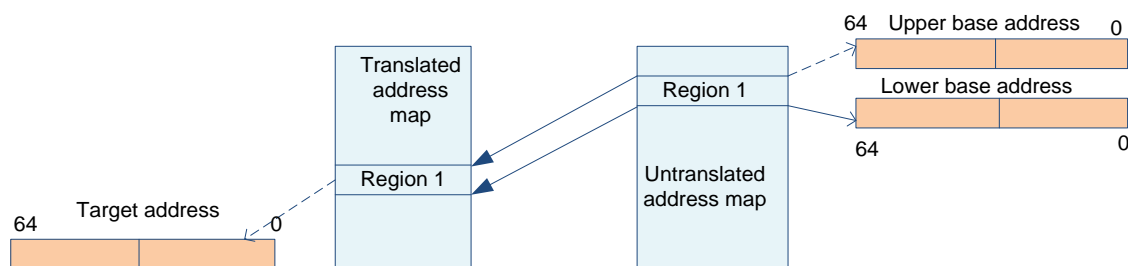 64
Upper base address
0
Translated
address
map
Region 1
Lower base address
64
0
Region 1
Untranslated
address map
Target address
64
0